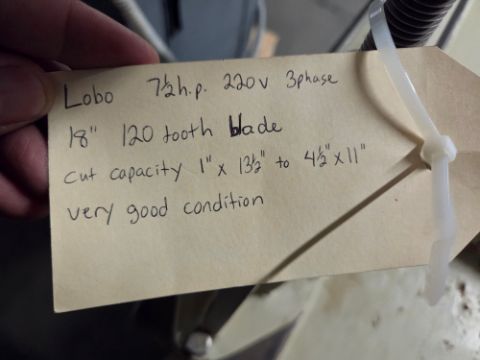 Lobo 7½h.p. 220v 3phase
18" 120 tooth blade
cut capacity 1" x 13½" to 4½" x 11"
very good condition